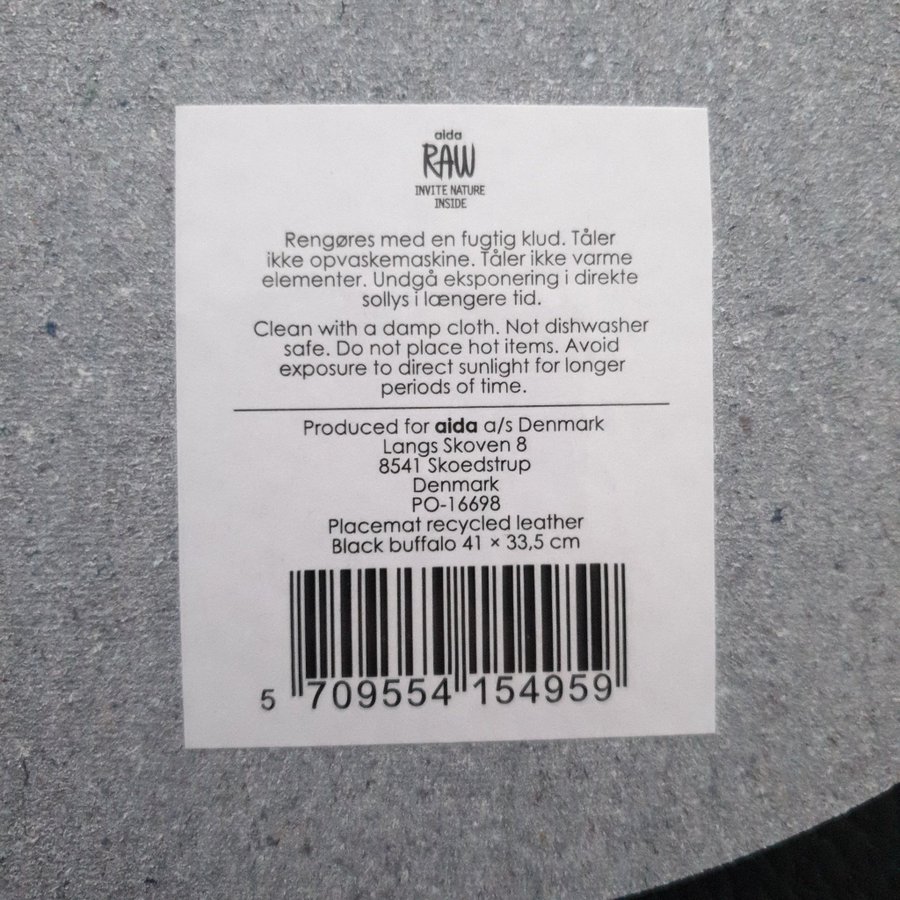 aida
RAW
INVITE NATURE
INSIDE
Rengøres med en fugtig klud. Tåler
ikke opvaskemaskine. Tåler ikke varme
elementer. Undgå eksponering i direkte
sollys i længere tid.
Clean with a damp cloth. Not dishwasher
safe. Do not place hot items. Avoid
exposure to direct sunlight for longer
periods of time.
Produced for aida a/s Denmark
Langs Skoven 8
8541 Skoedstrup
Denmark
PO-16698
Placemat recycled leather
Black buffalo 41 × 33,5 cm
5 709554 154959